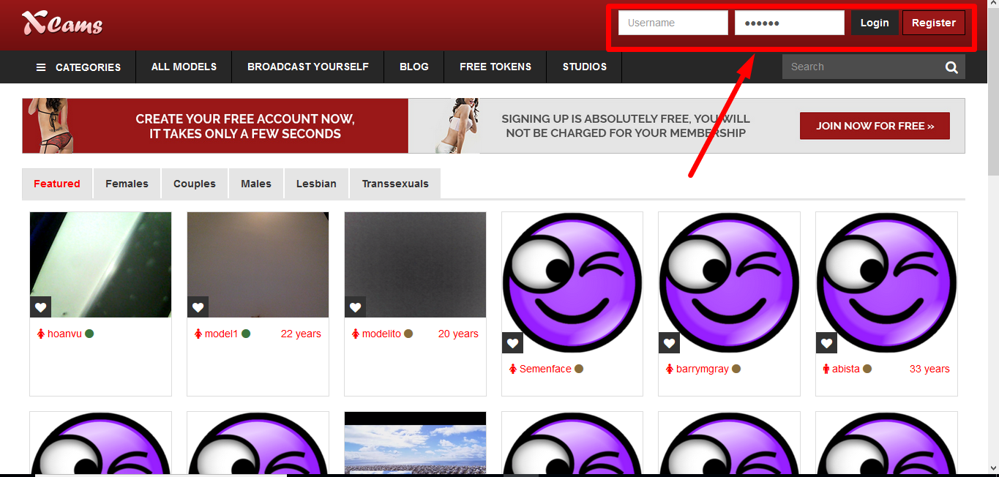 XCams
Username
••••••
Login
Register
CATEGORIES
ALL MODELS
BROADCAST YOURSELF
BLOG
FREE TOKENS
STUDIOS
Search
CREATE YOUR FREE ACCOUNT NOW,
IT TAKES ONLY A FEW SECONDS
SIGNING UP IS ABSOLUTELY FREE, YOU WILL
NOT BE CHARGED FOR YOUR MEMBERSHIP
JOIN NOW FOR FREE »
Featured
Females
Couples
Males
Lesbian
Transsexuals
hoanvu
model1 22 years
modelito 20 years
Semenface
barrymgray
abista 33 years